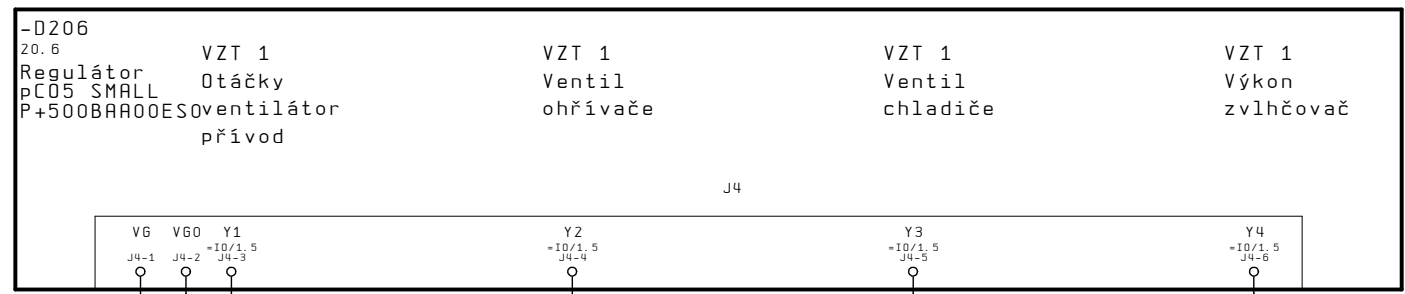 -D206
20.6
Regulátor
pCO5 SMALL
P+500BAA00ES0
VZT 1
Otáčky
ventilátor
přívod
VZT 1
Ventil
ohřívače
VZT 1
Ventil
chladiče
VZT 1
Výkon
zvlhčovač
J4
VG VG0 Y1 Y2 Y3 Y4
=IO/1.5 =IO/1.5 =IO/1.5 =IO/1.5
J4-1 J4-2 J4-3 J4-4 J4-5 J4-6